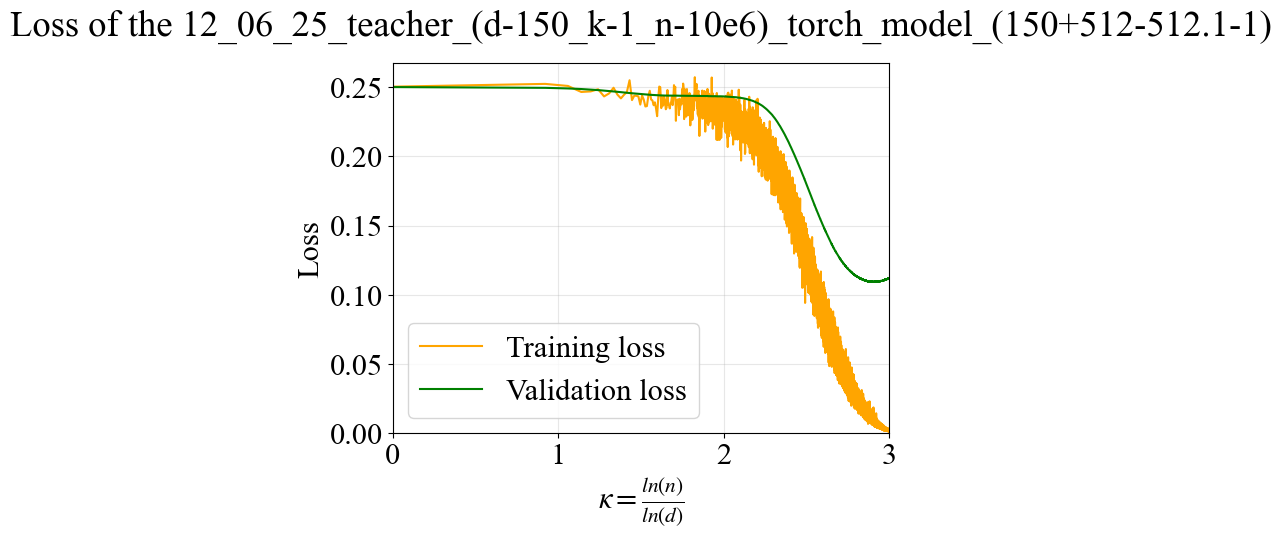 Loss of the 12_06_25_teacher_(d-150_k-1_n-10e6)_torch_model_(150+512-512.1-1)
0.25
0.20
0.15
0.10
0.05
0.00
Loss
Training loss
Validation loss
0 1 2 3
κ = ln(n)/ln(d)